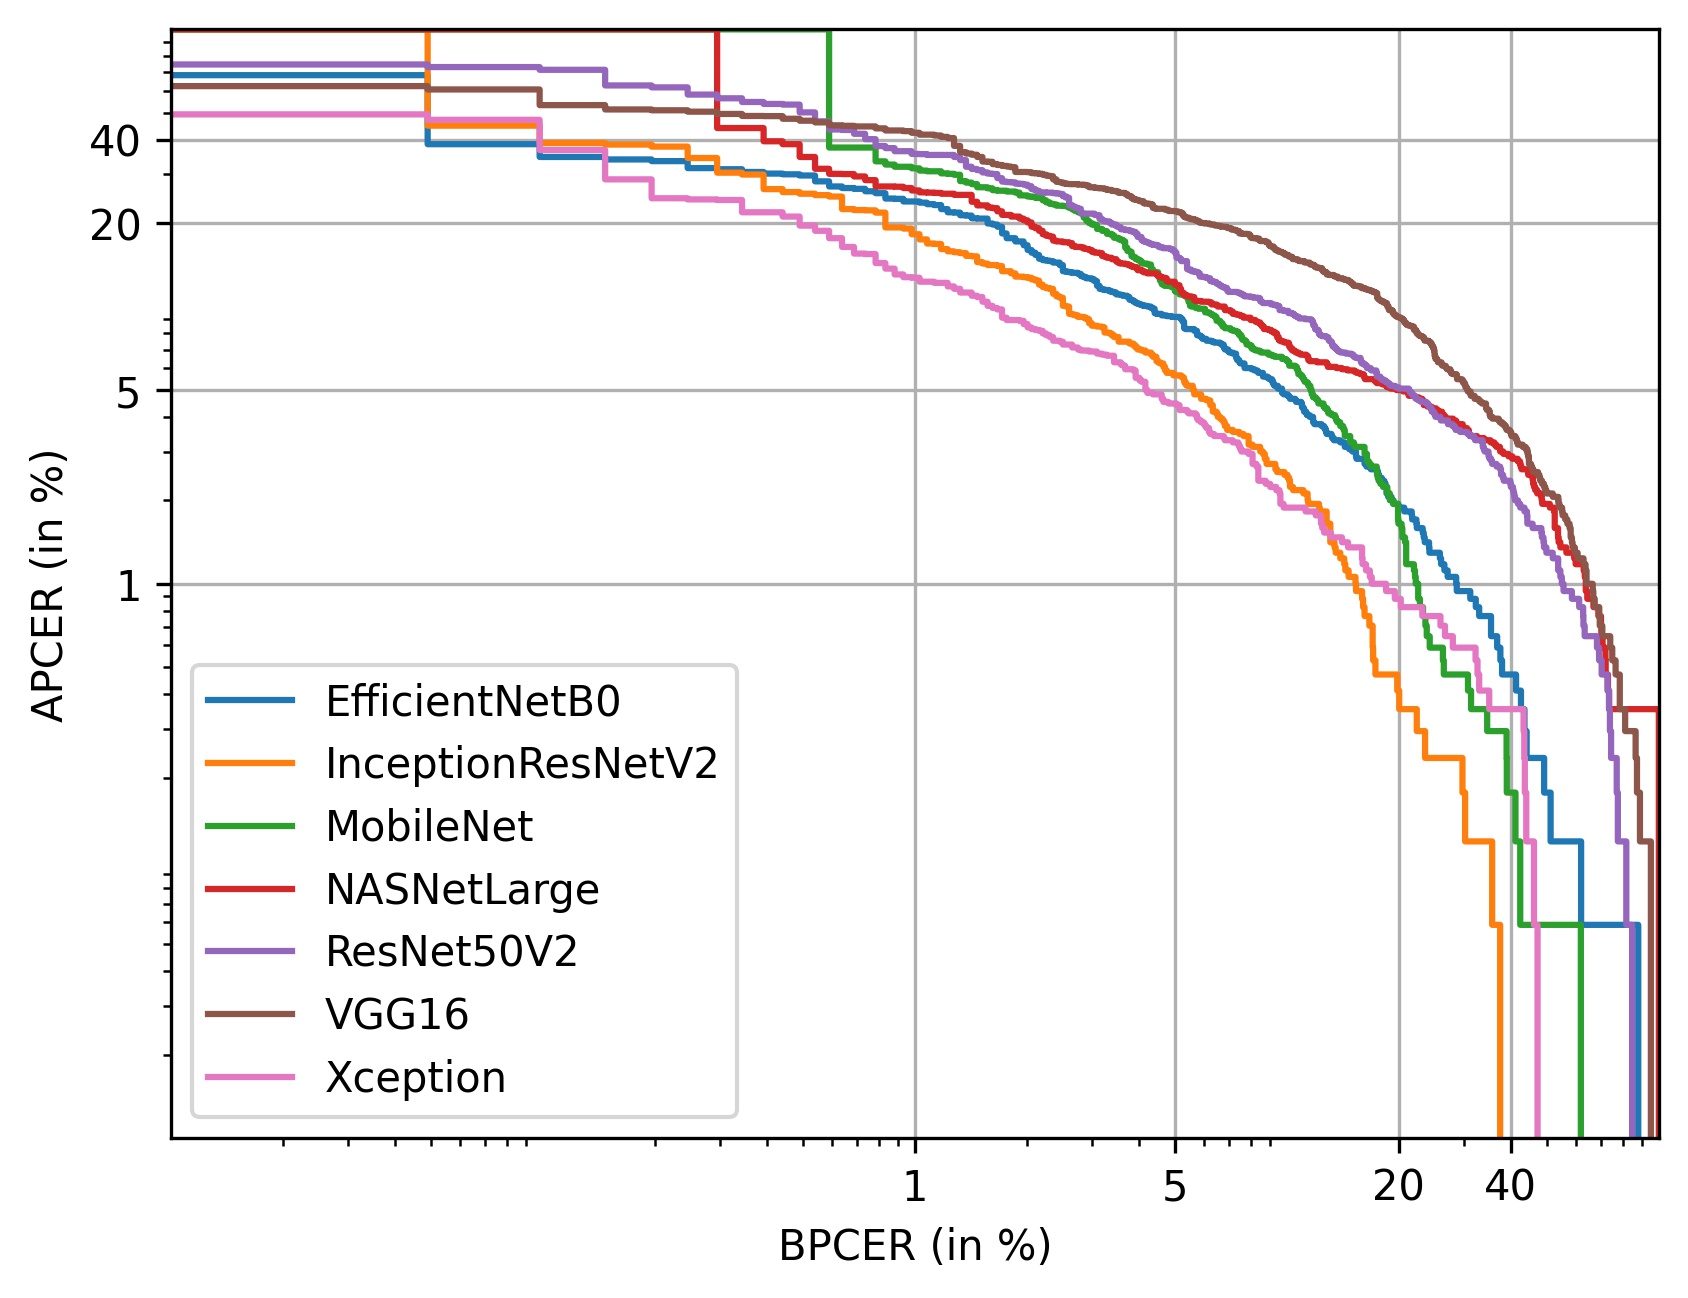 40
20
5
1
APCER (in %)
EfficientNetB0
InceptionResNetV2
MobileNet
NASNetLarge
ResNet50V2
VGG16
Xception
1 5 20 40
BPCER (in %)